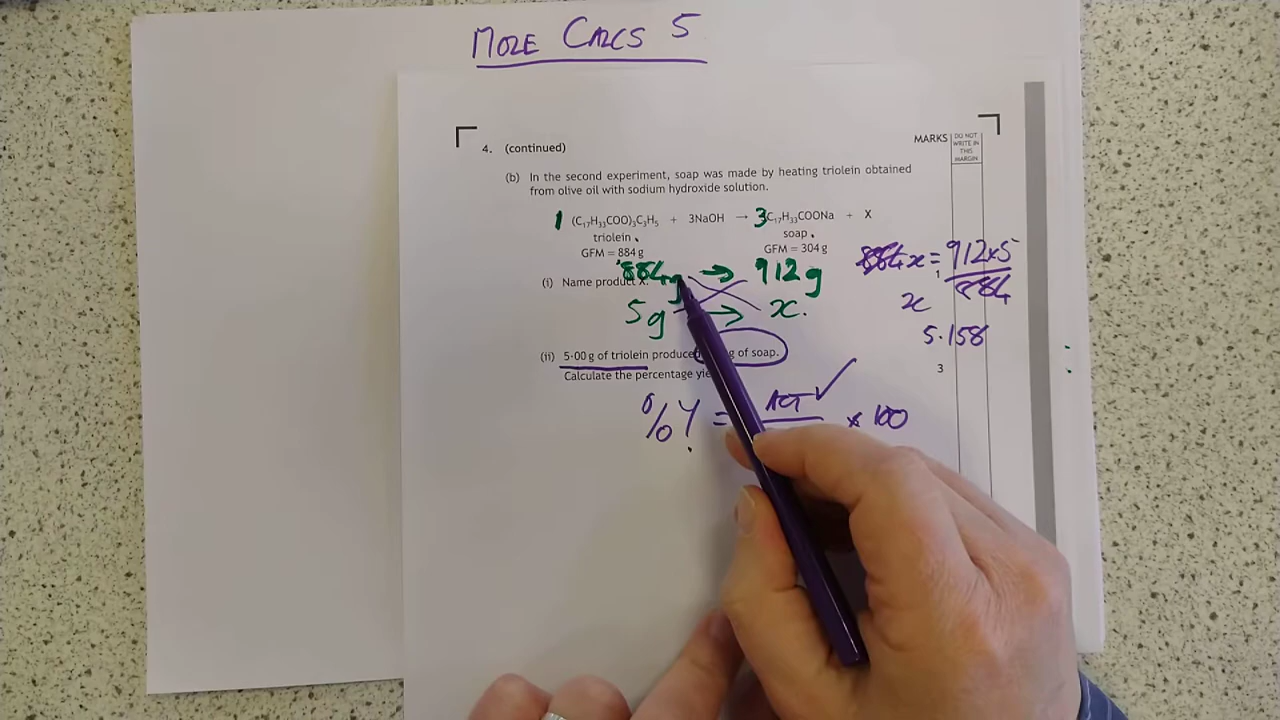 MORE CALCS 5
MARKS
DO NOT
WRITE IN
THIS
MARGIN
4. (continued)
(b) In the second experiment, soap was made by heating triolein obtained
from olive oil with sodium hydroxide solution.
1 (C₁₇H₃₃COO)₃C₃H₅ + 3NaOH → 3C₁₇H₃₃COONa + X
triolein soap
GFM = 884 g GFM = 304 g
884g → 912g
(i) Name product X.
1
5g → x.
884x = 912x5
884
x
5.158
(ii) 5·00 g of triolein produced g of soap.
Calculate the percentage
3
%Y = ACT × 100